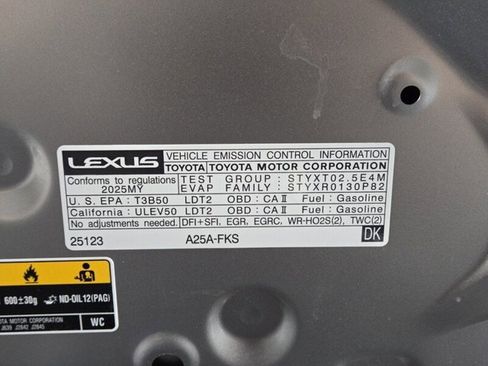 LEXUS VEHICLE EMISSION CONTROL INFORMATION
TOYOTA TOYOTA MOTOR CORPORATION
Conforms to regulations: 2025MY
TEST GROUP : STYXT02.5E4M
EVAP FAMILY : STYXR0130P82
U.S. EPA : T3B50 LDT2 OBD : CA II Fuel : Gasoline
California : ULEV50 LDT2 OBD : CA II Fuel : Gasoline
No adjustments needed. DFI+SFI, EGR, EGRC, WR-HO2S(2), TWC(2)
25123 A25A-FKS DK
600±30g ND-OIL12(PAG)
TOYOTA MOTOR CORPORATION
J639 J2842 J2845
WC